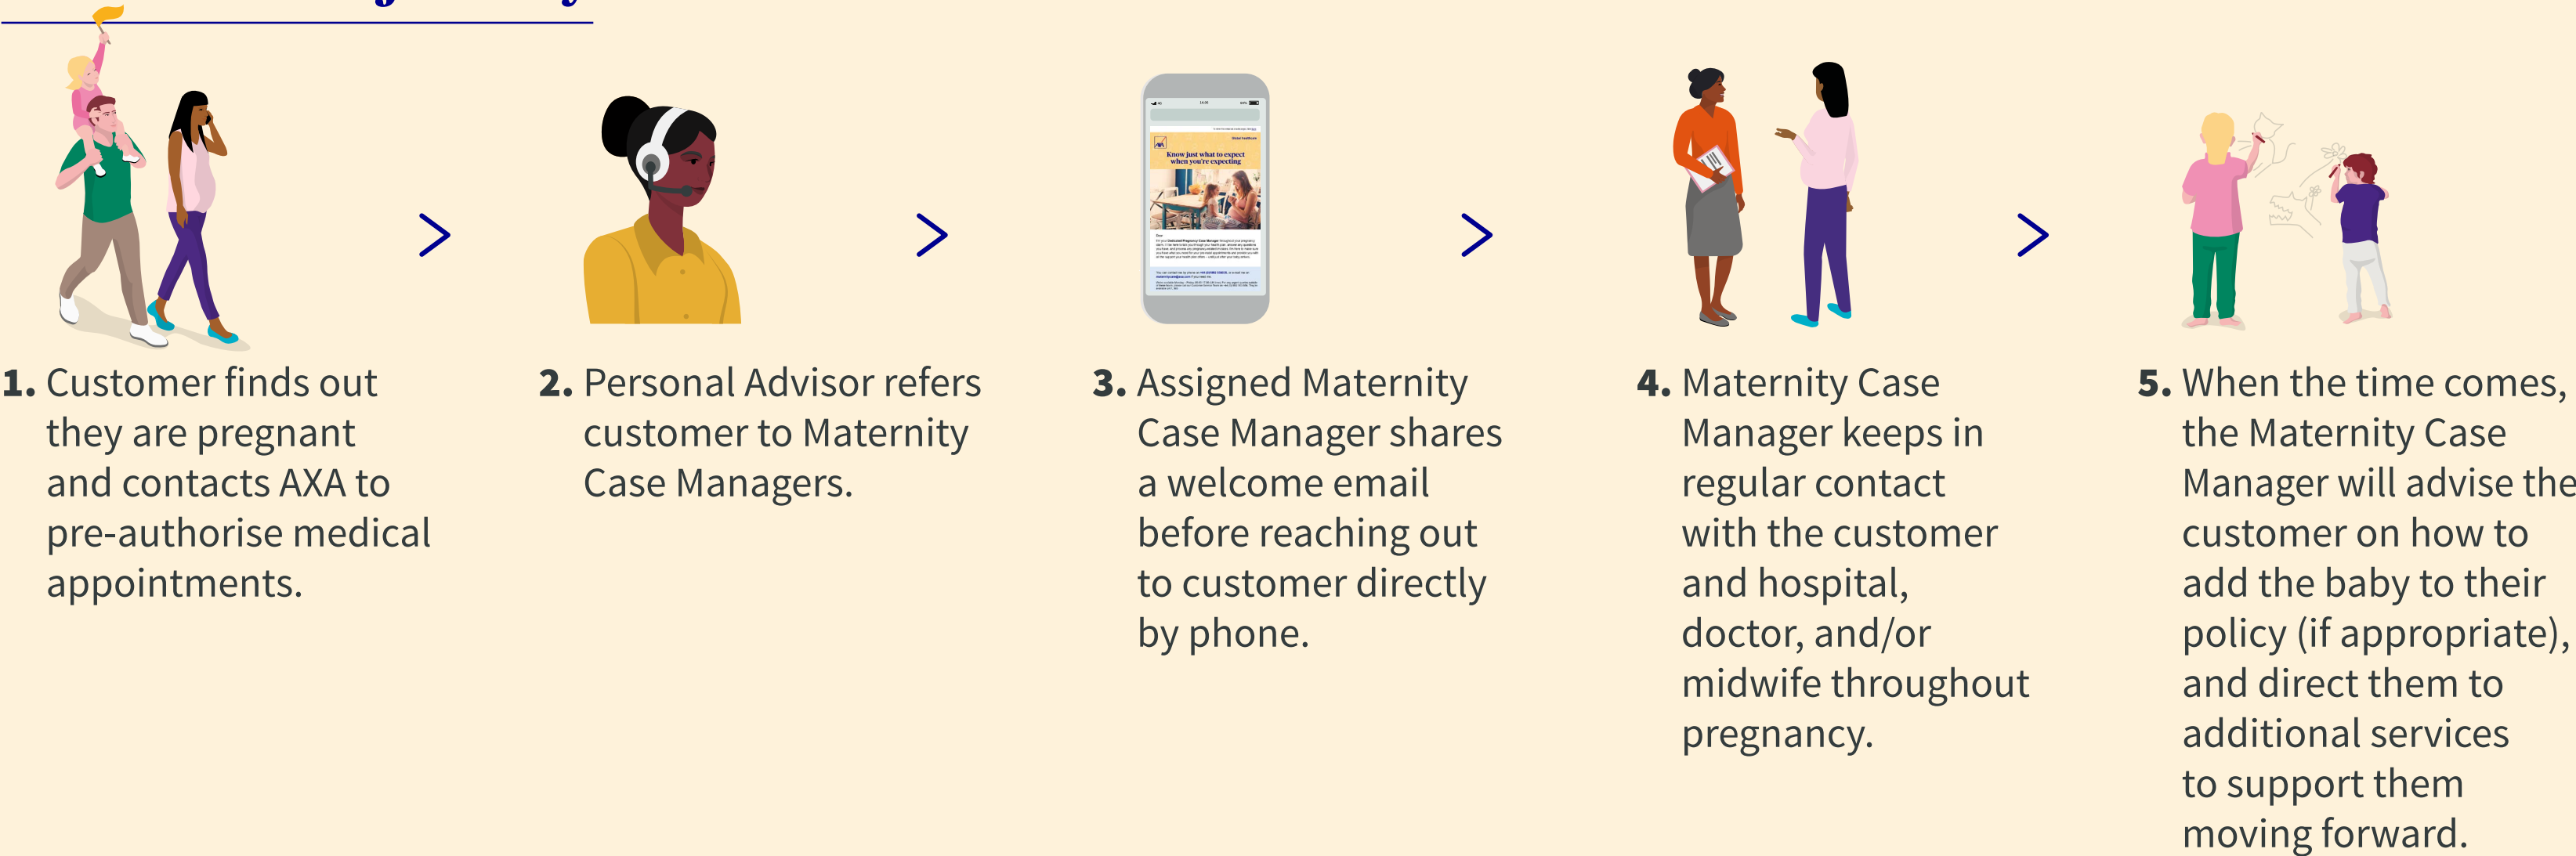 1. Customer finds out
they are pregnant
and contacts AXA to
pre-authorise medical
appointments.
2. Personal Advisor refers
customer to Maternity
Case Managers.
AXA
Know just what to expect
when you're expecting
3. Assigned Maternity
Case Manager shares
a welcome email
before reaching out
to customer directly
by phone.
4. Maternity Case
Manager keeps in
regular contact
with the customer
and hospital,
doctor, and/or
midwife throughout
pregnancy.
5. When the time comes,
the Maternity Case
Manager will advise the
customer on how to
add the baby to their
policy (if appropriate),
and direct them to
additional services
to support them
moving forward.